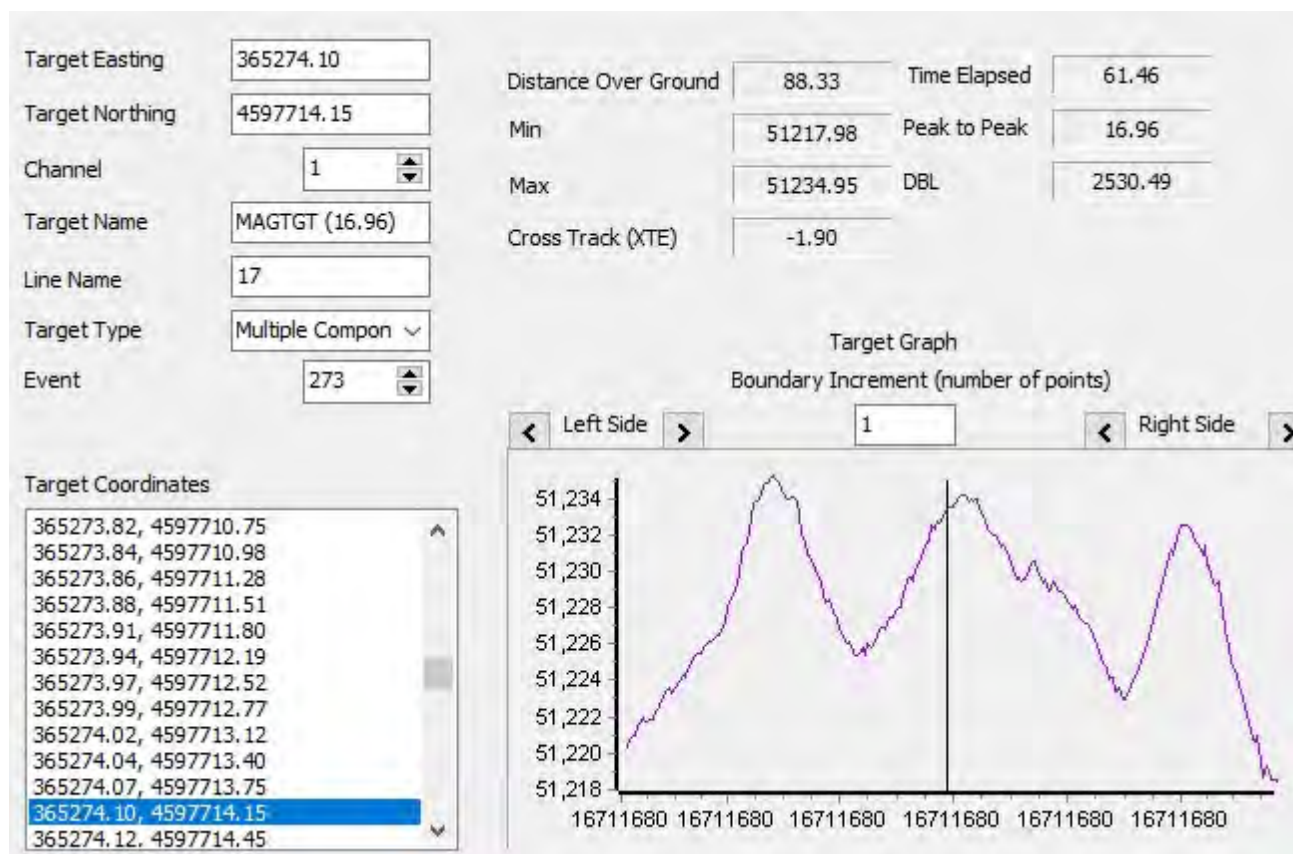 Target Easting 365274.10
Target Northing 4597714.15
Channel 1
Target Name MAGTGT (16.96)
Line Name 17
Target Type Multiple Compon
Event 273
Distance Over Ground 88.33 Time Elapsed 61.46
Min 51217.98 Peak to Peak 16.96
Max 51234.95 DBL 2530.49
Cross Track (XTE) -1.90
Target Coordinates
365273.82, 4597710.75
365273.84, 4597710.98
365273.86, 4597711.28
365273.88, 4597711.51
365273.91, 4597711.80
365273.94, 4597712.19
365273.97, 4597712.52
365273.99, 4597712.77
365274.02, 4597713.12
365274.04, 4597713.40
365274.07, 4597713.75
365274.10, 4597714.15
365274.12, 4597714.45
Target Graph
Boundary Increment (number of points)
< Left Side > 1 < Right Side >
51,234
51,232
51,230
51,228
51,226
51,224
51,222
51,220
51,218
16711680 16711680 16711680 16711680 16711680 16711680